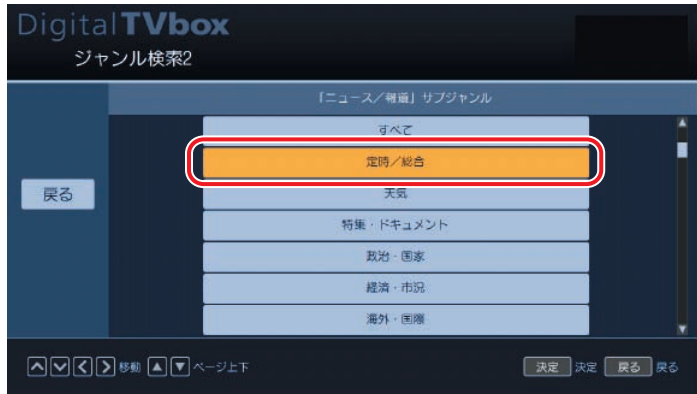 Digital TVbox
ジャンル検索2
「ニュース／報道」サブジャンル
すべて
定時／総合
天気
特集・ドキュメント
政治・国家
経済・市況
海外・国際
戻る
移動 ページ上下 決定 決定 戻る 戻る